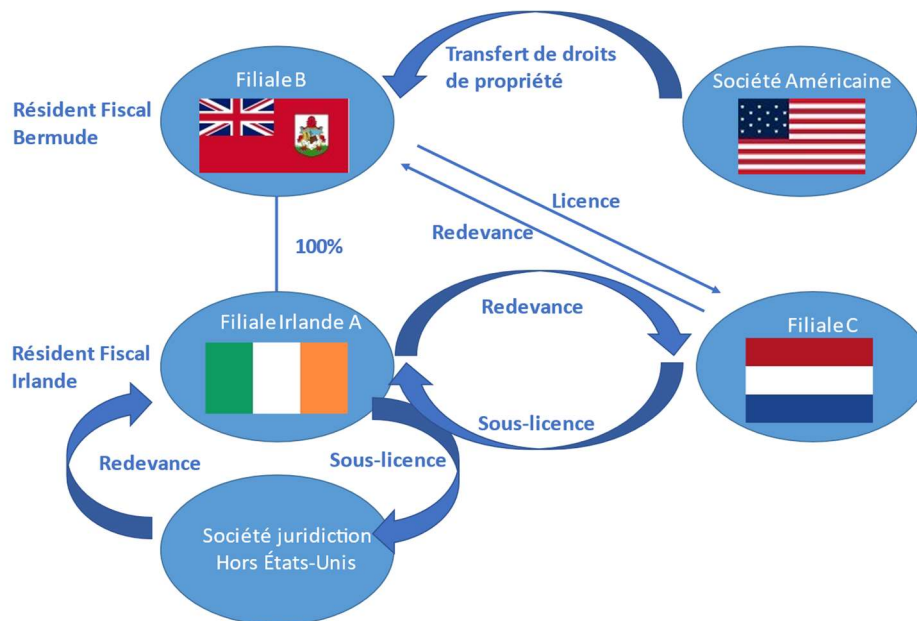 Transfert de droits
de propriété
Filiale B
Société Américaine
Résident Fiscal
Bermude
Licence
Redevance
100%
Filiale Irlande A
Redevance
Filiale C
Résident Fiscal
Irlande
Sous-licence
Redevance
Sous-licence
Société juridiction
Hors États-Unis